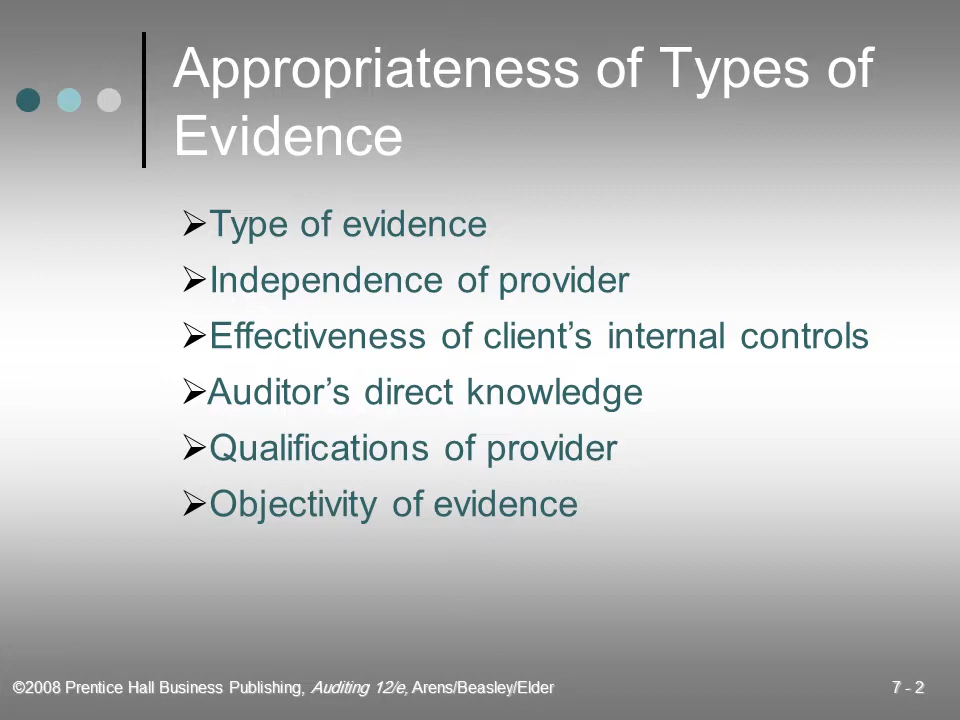 Appropriateness of Types of
Evidence
➢Type of evidence
➢Independence of provider
➢Effectiveness of client’s internal controls
➢Auditor’s direct knowledge
➢Qualifications of provider
➢Objectivity of evidence
©2008 Prentice Hall Business Publishing, Auditing 12/e, Arens/Beasley/Elder 7 - 2